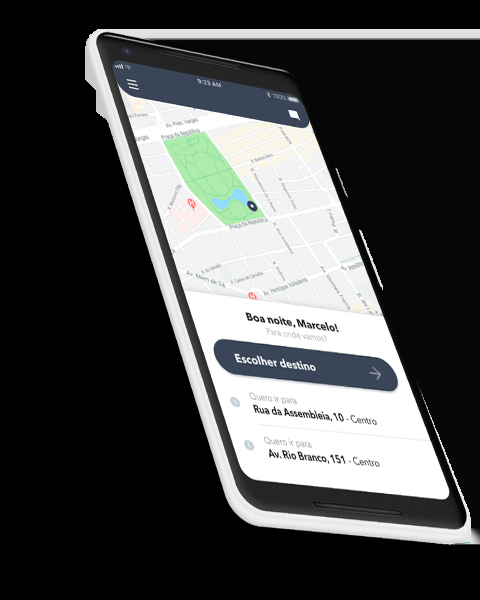 9:23 AM
100%
Av. Pres. Vargas
Praça da República
Praça da República
Av. Mem de Sá
Av. Henrique Valadares
Boa noite, Marcelo!
Para onde vamos?
Escolher destino
Quero ir para
Rua da Assembleia, 10 - Centro
Quero ir para
Av. Rio Branco, 151 - Centro